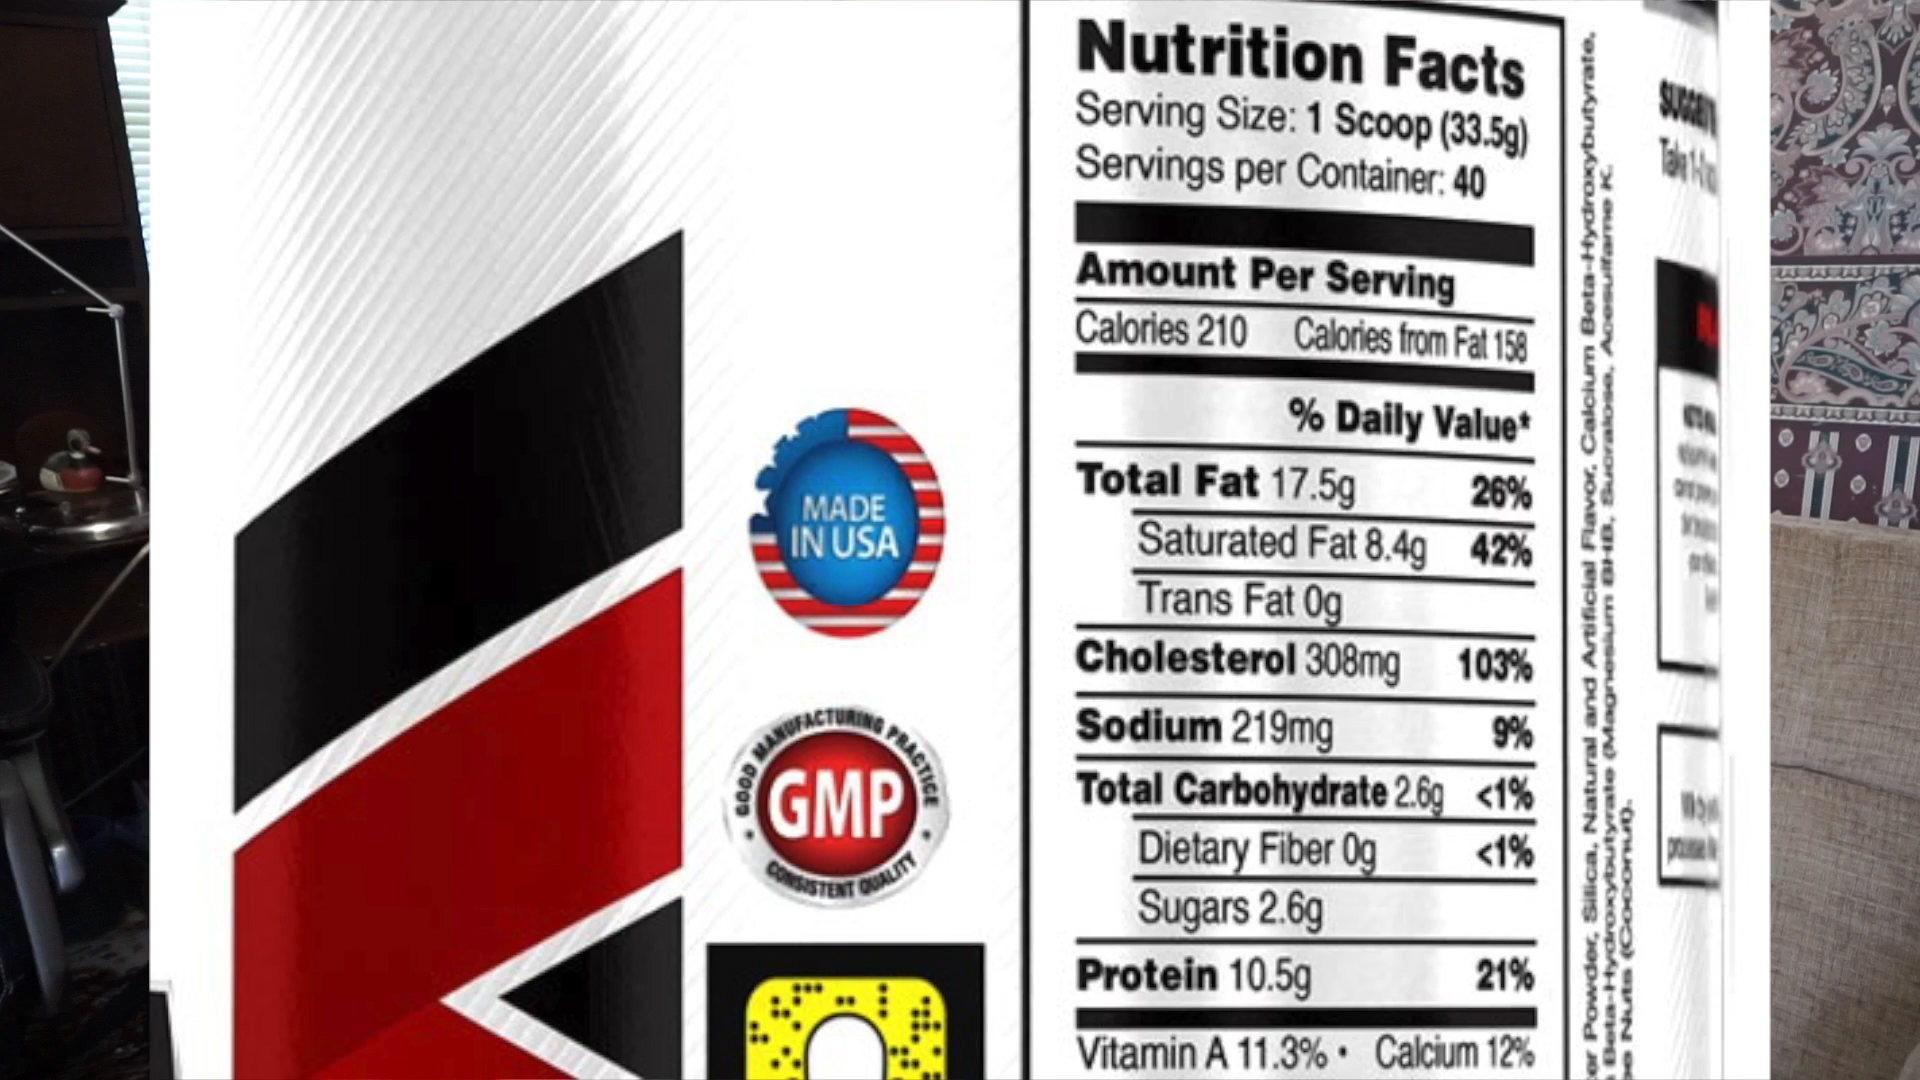 MADE
IN USA
GOOD MANUFACTURING PRACTICE
GMP
CONSISTENT QUALITY
Nutrition Facts
Serving Size: 1 Scoop (33.5g)
Servings per Container: 40
Amount Per Serving
Calories 210 Calories from Fat 158
% Daily Value*
Total Fat 17.5g 26%
Saturated Fat 8.4g 42%
Trans Fat 0g
Cholesterol 308mg 103%
Sodium 219mg 9%
Total Carbohydrate 2.6g <1%
Dietary Fiber 0g <1%
Sugars 2.6g
Protein 10.5g 21%
Vitamin A 11.3% • Calcium 12%
Powder, Silica, Natural and Artificial Flavor, Calcium Beta-Hydroxybutyrate,
Beta-Hydroxybutyrate (Magnesium BHB, Sucralose, Acesulfame K.
Nuts (Coconut).
Take